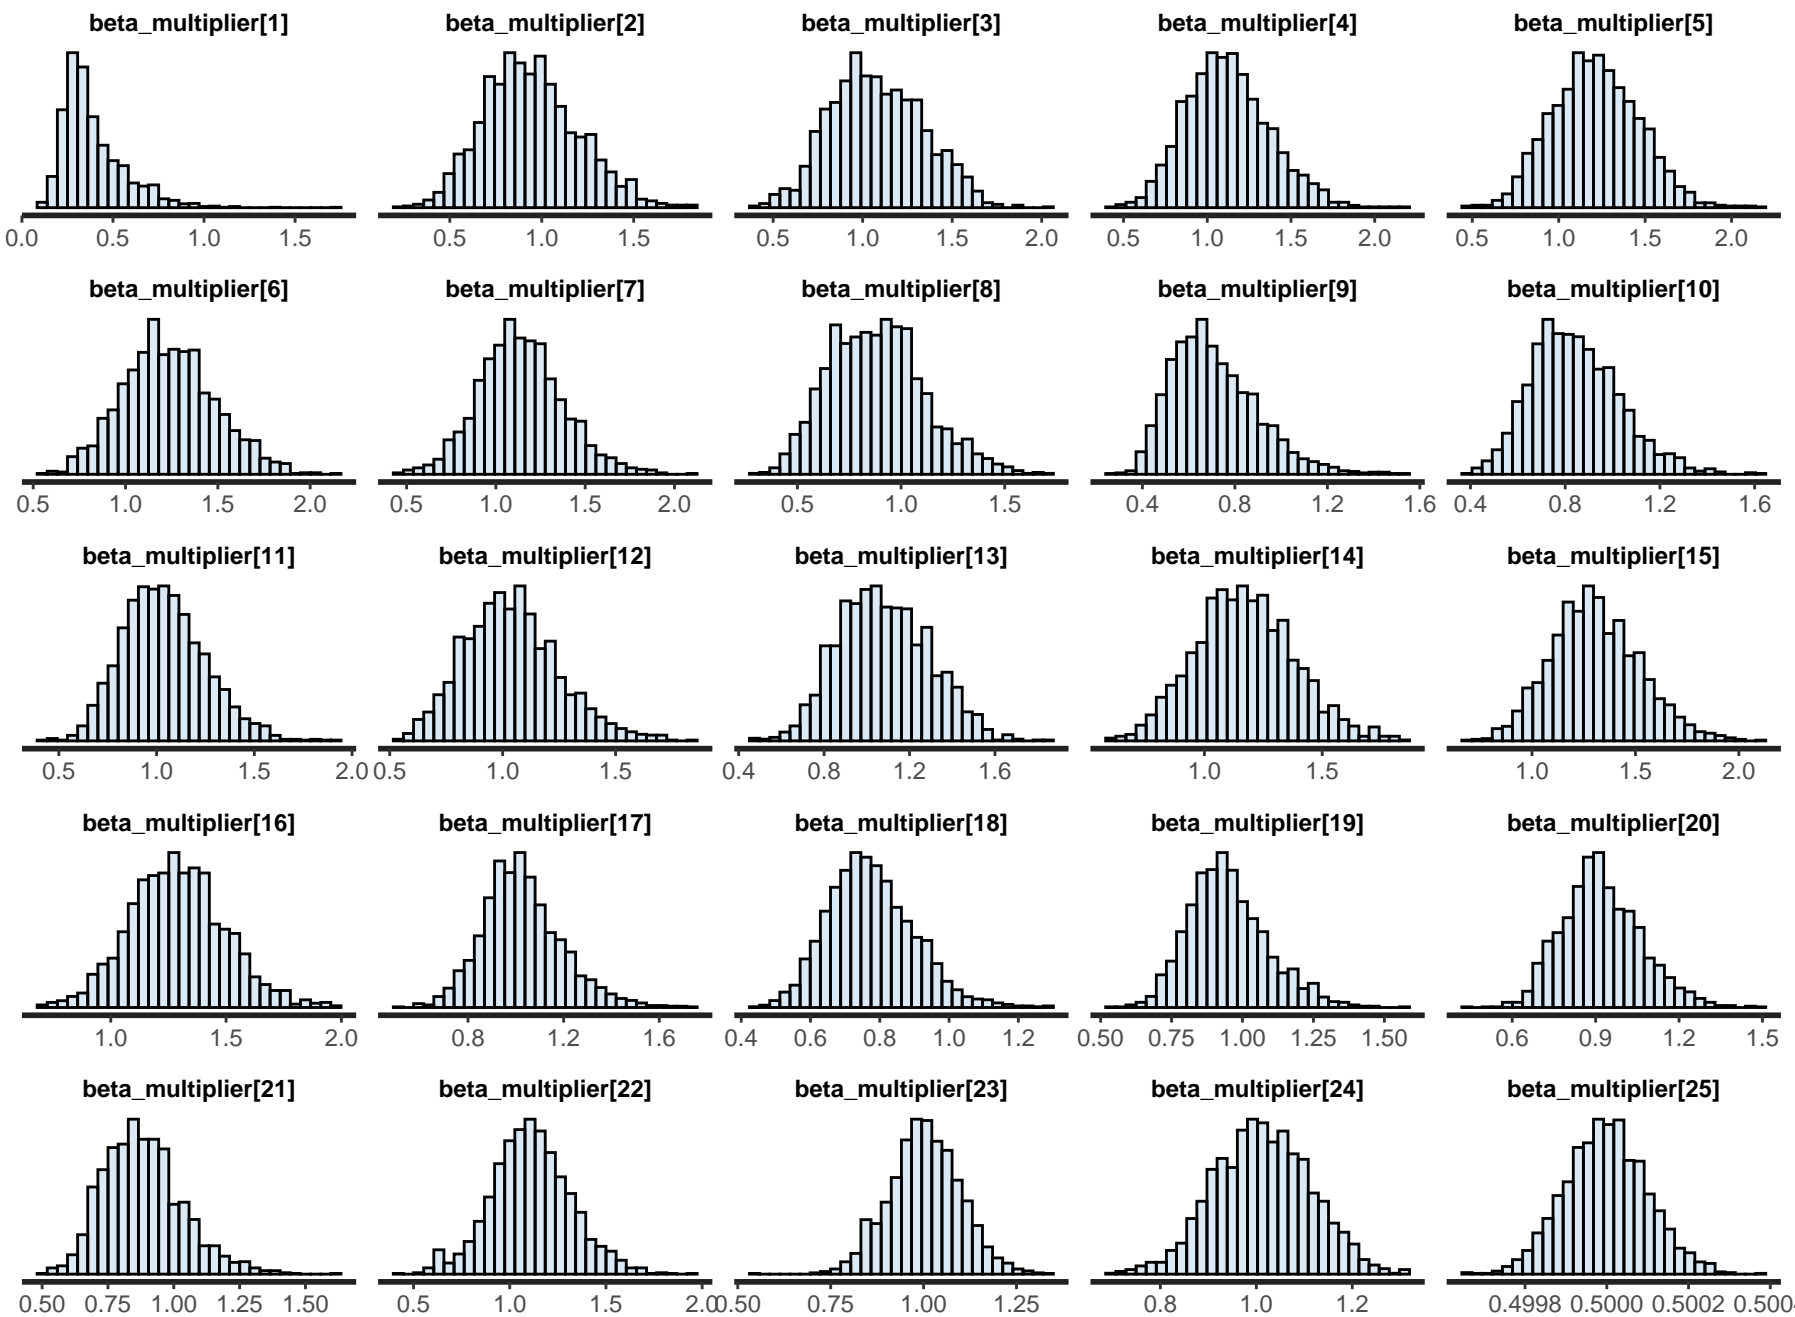 beta_multiplier[1] beta_multiplier[2] beta_multiplier[3] beta_multiplier[4] beta_multiplier[5]
0.0 0.5 1.0 1.5 0.5 1.0 1.5 0.5 1.0 1.5 2.0 0.5 1.0 1.5 2.0 0.5 1.0 1.5 2.0
beta_multiplier[6] beta_multiplier[7] beta_multiplier[8] beta_multiplier[9] beta_multiplier[10]
0.5 1.0 1.5 2.0 0.5 1.0 1.5 2.0 0.5 1.0 1.5 0.4 0.8 1.2 1.6 0.4 0.8 1.2 1.6
beta_multiplier[11] beta_multiplier[12] beta_multiplier[13] beta_multiplier[14] beta_multiplier[15]
0.5 1.0 1.5 2.0 0.5 1.0 1.5 0.4 0.8 1.2 1.6 1.0 1.5 1.0 1.5 2.0
beta_multiplier[16] beta_multiplier[17] beta_multiplier[18] beta_multiplier[19] beta_multiplier[20]
1.0 1.5 2.0 0.8 1.2 1.6 0.4 0.6 0.8 1.0 1.2 0.50 0.75 1.00 1.25 1.50 0.6 0.9 1.2 1.5
beta_multiplier[21] beta_multiplier[22] beta_multiplier[23] beta_multiplier[24] beta_multiplier[25]
0.50 0.75 1.00 1.25 1.50 0.5 1.0 1.5 2.0 0.50 0.75 1.00 1.25 0.8 1.0 1.2 0.4998 0.5000 0.5002